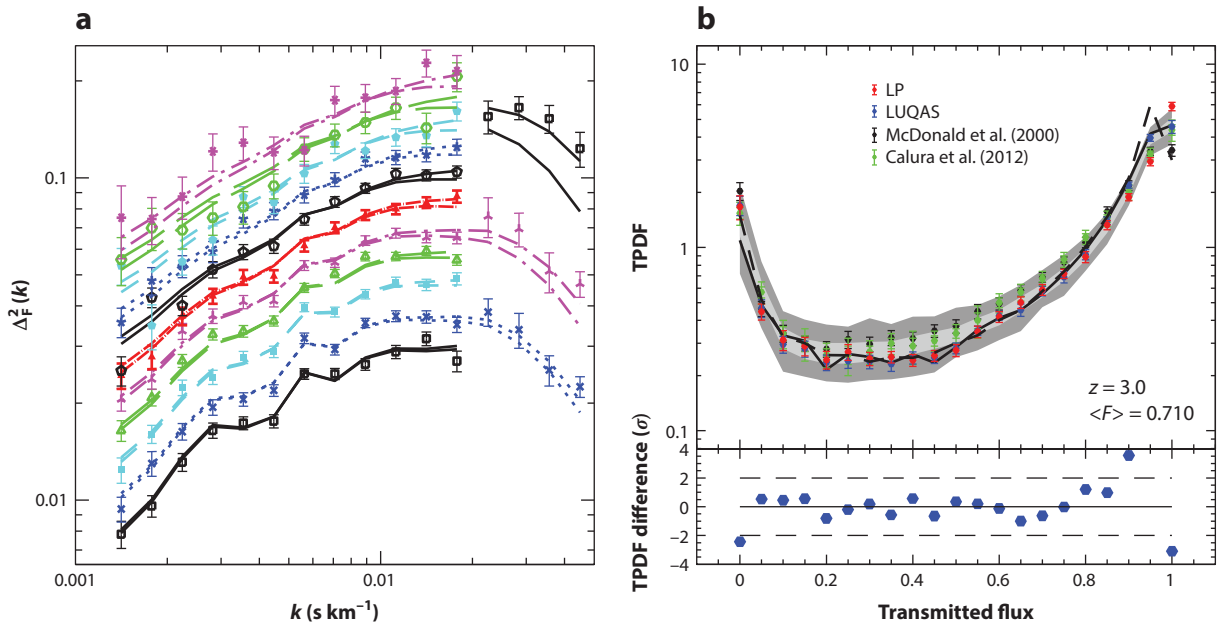 a
0.1
0.01
Δ²F(k)
0.001
0.01
k (s km⁻¹)
b
10
1
0.1
TPDF
LP
LUQAS
McDonald et al. (2000)
Calura et al. (2012)
z = 3.0
<F> = 0.710
4
2
0
−2
−4
TPDF difference (σ)
0
0.2
0.4
0.6
0.8
1
Transmitted flux